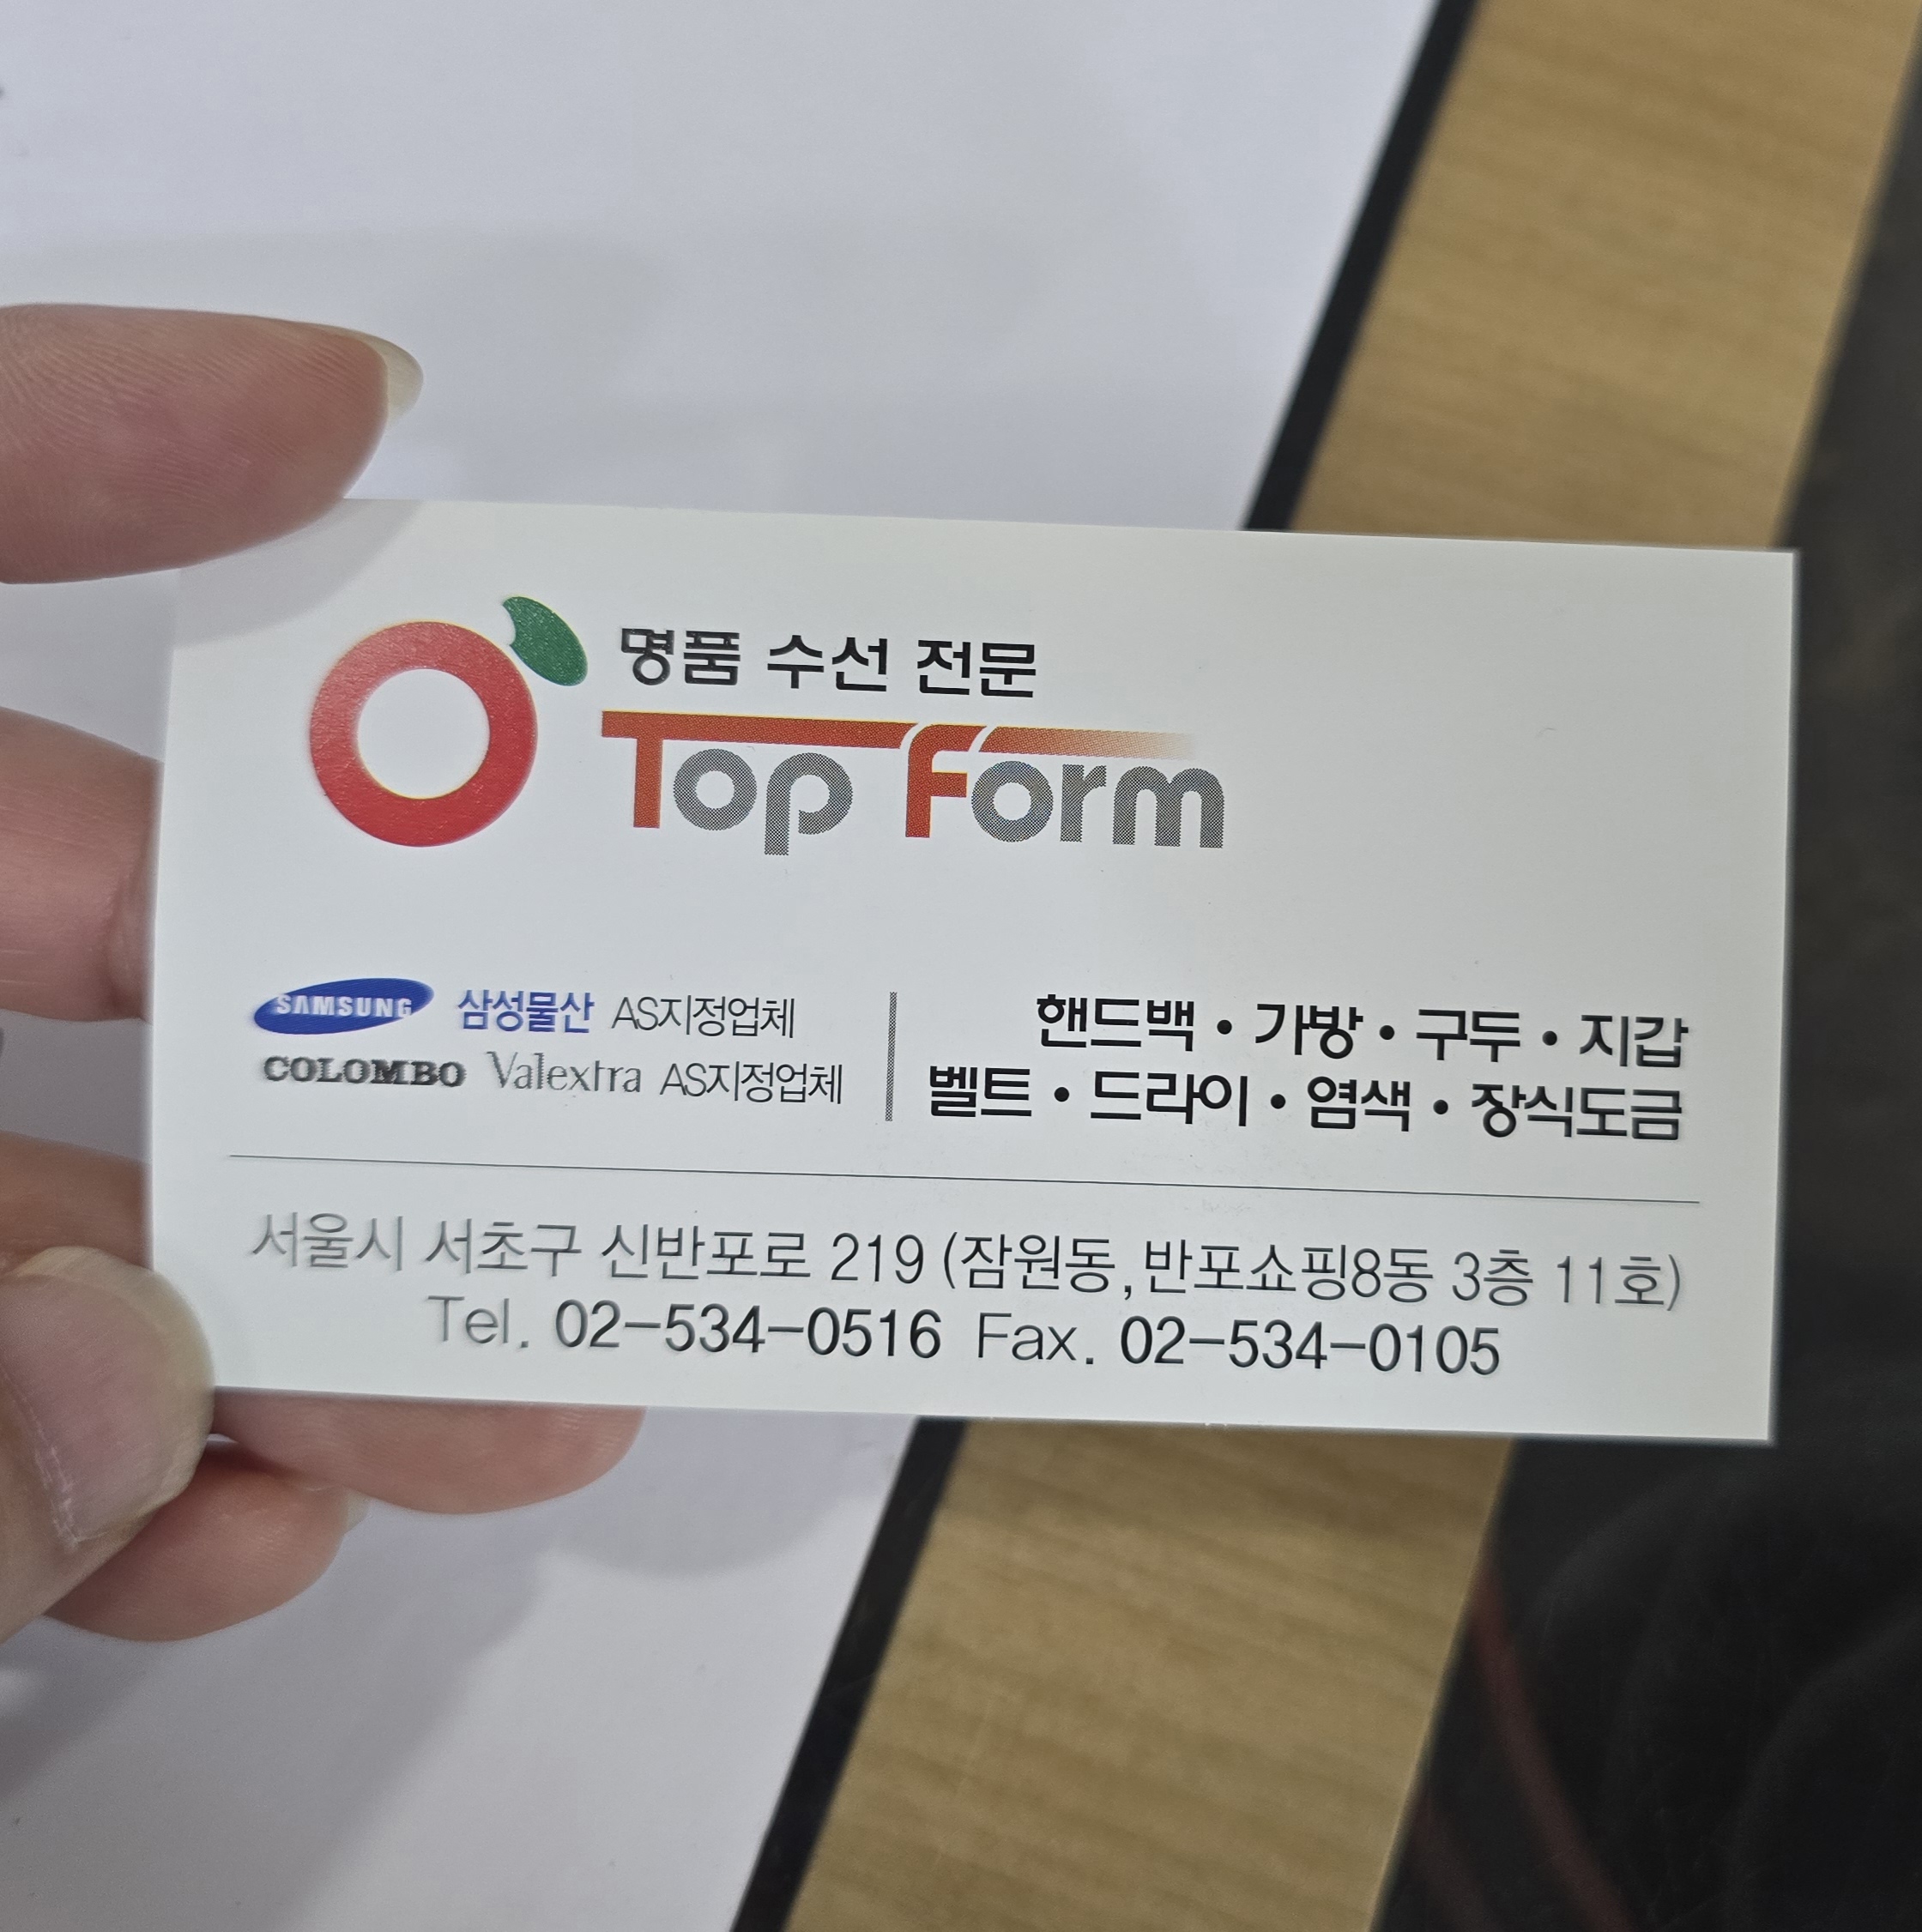 명품 수선 전문
Top Form
SAMSUNG 삼성물산 AS지정업체
COLOMBO Valextra AS지정업체
핸드백 • 가방 • 구두 • 지갑
벨트 • 드라이 • 염색 • 장식도금
서울시 서초구 신반포로 219 (잠원동,반포쇼핑8동 3층 11호)
Tel. 02-534-0516 Fax. 02-534-0105